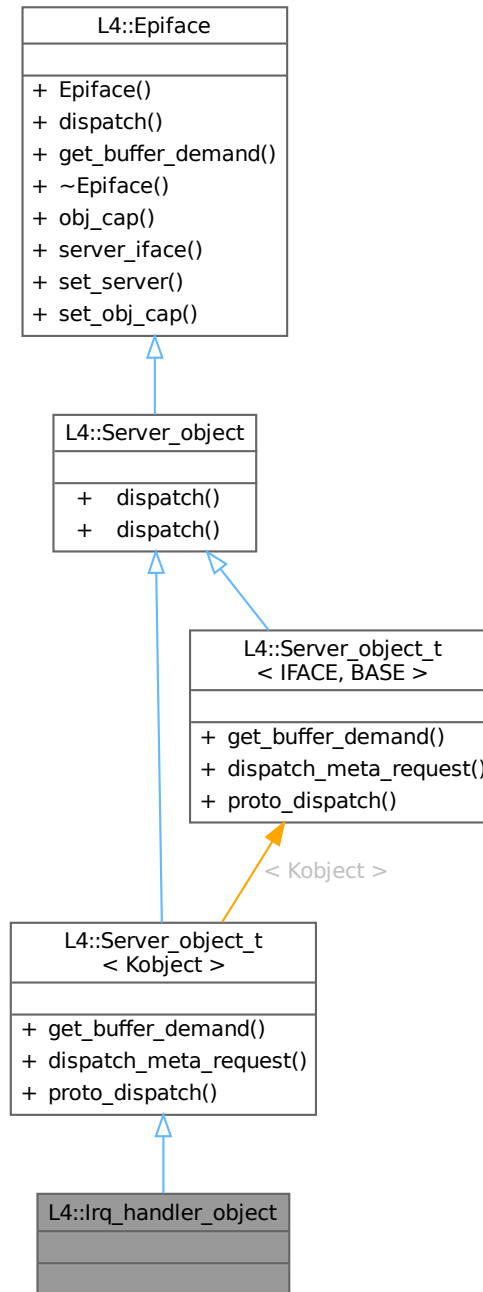 L4::Epiface
+ Epiface()
+ dispatch()
+ get_buffer_demand()
+ ~Epiface()
+ obj_cap()
+ server_iface()
+ set_server()
+ set_obj_cap()
L4::Server_object
+ dispatch()
+ dispatch()
L4::Server_object_t
< IFACE, BASE >
+ get_buffer_demand()
+ dispatch_meta_request()
+ proto_dispatch()
< Kobject >
L4::Server_object_t
< Kobject >
+ get_buffer_demand()
+ dispatch_meta_request()
+ proto_dispatch()
L4::Irq_handler_object